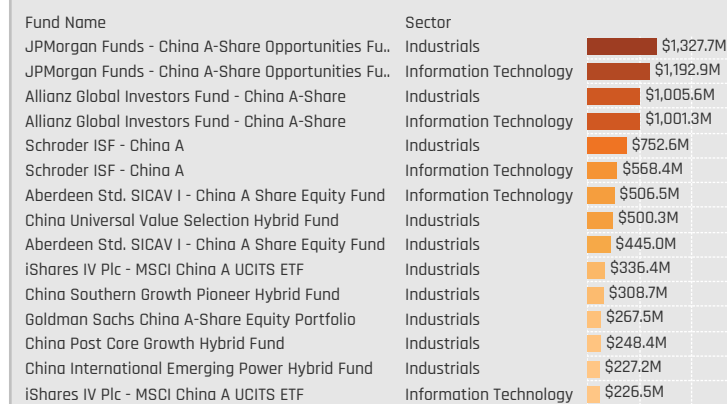 Fund Name Sector
JPMorgan Funds - China A-Share Opportunities Fu.. Industrials $1,327.7M
JPMorgan Funds - China A-Share Opportunities Fu.. Information Technology $1,192.9M
Allianz Global Investors Fund - China A-Share Industrials $1,005.6M
Allianz Global Investors Fund - China A-Share Information Technology $1,001.3M
Schroder ISF - China A Industrials $752.6M
Schroder ISF - China A Information Technology $568.4M
Aberdeen Std. SICAV I - China A Share Equity Fund Information Technology $506.5M
China Universal Value Selection Hybrid Fund Industrials $500.3M
Aberdeen Std. SICAV I - China A Share Equity Fund Industrials $445.0M
iShares IV Plc - MSCI China A UCITS ETF Industrials $336.4M
China Southern Growth Pioneer Hybrid Fund Industrials $308.7M
Goldman Sachs China A-Share Equity Portfolio Industrials $267.5M
China Post Core Growth Hybrid Fund Industrials $248.4M
China International Emerging Power Hybrid Fund Industrials $227.2M
iShares IV Plc - MSCI China A UCITS ETF Information Technology $226.5M